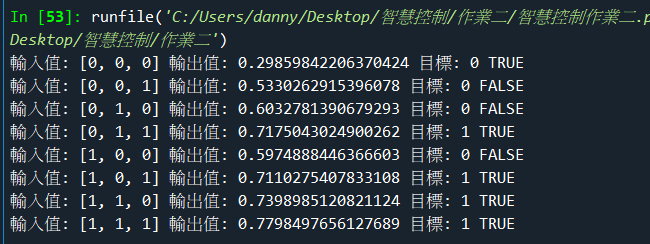 In [53]: runfile('C:/Users/danny/Desktop/智慧控制/作業二/智慧控制作業二.p
Desktop/智慧控制/作業二')
輸入值: [0, 0, 0] 輸出值: 0.29859842206370424 目標: 0 TRUE
輸入值: [0, 0, 1] 輸出值: 0.5330262915396078 目標: 0 FALSE
輸入值: [0, 1, 0] 輸出值: 0.6032781390679293 目標: 0 FALSE
輸入值: [0, 1, 1] 輸出值: 0.7175043024900262 目標: 1 TRUE
輸入值: [1, 0, 0] 輸出值: 0.5974888446366603 目標: 0 FALSE
輸入值: [1, 0, 1] 輸出值: 0.7110275407833108 目標: 1 TRUE
輸入值: [1, 1, 0] 輸出值: 0.7398985120821124 目標: 1 TRUE
輸入值: [1, 1, 1] 輸出值: 0.7798497656127689 目標: 1 TRUE